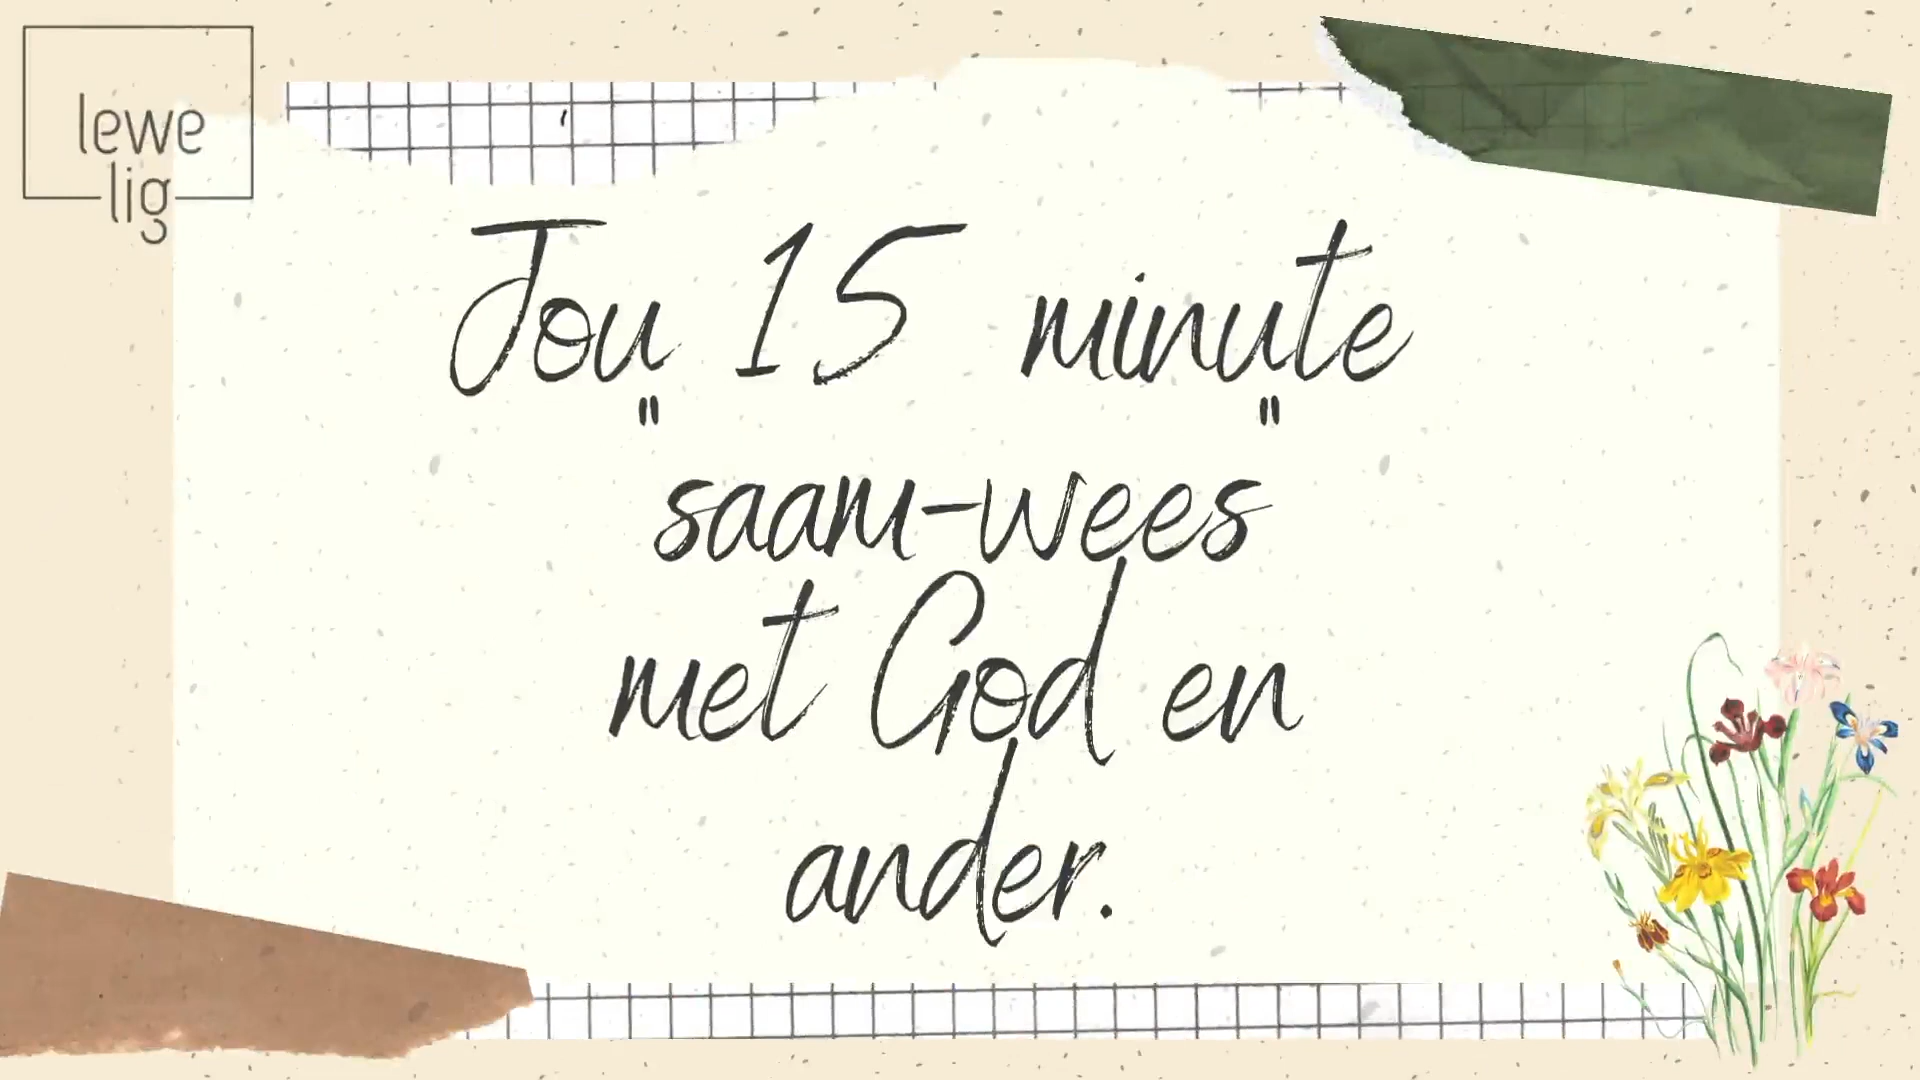 lewe
lig
Jou 15 minute
"saam-wees"
met God en
ander.